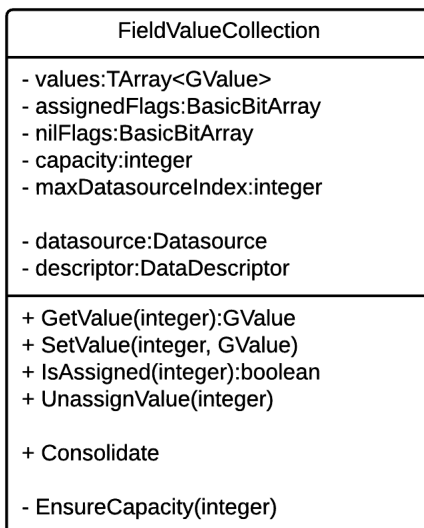 FieldValueCollection
- values:TArray<GValue>
- assignedFlags:BasicBitArray
- nilFlags:BasicBitArray
- capacity:integer
- maxDatasourceIndex:integer
- datasource:Datasource
- descriptor:DataDescriptor
+ GetValue(integer):GValue
+ SetValue(integer, GValue)
+ IsAssigned(integer):boolean
+ UnassignValue(integer)
+ Consolidate
- EnsureCapacity(integer)